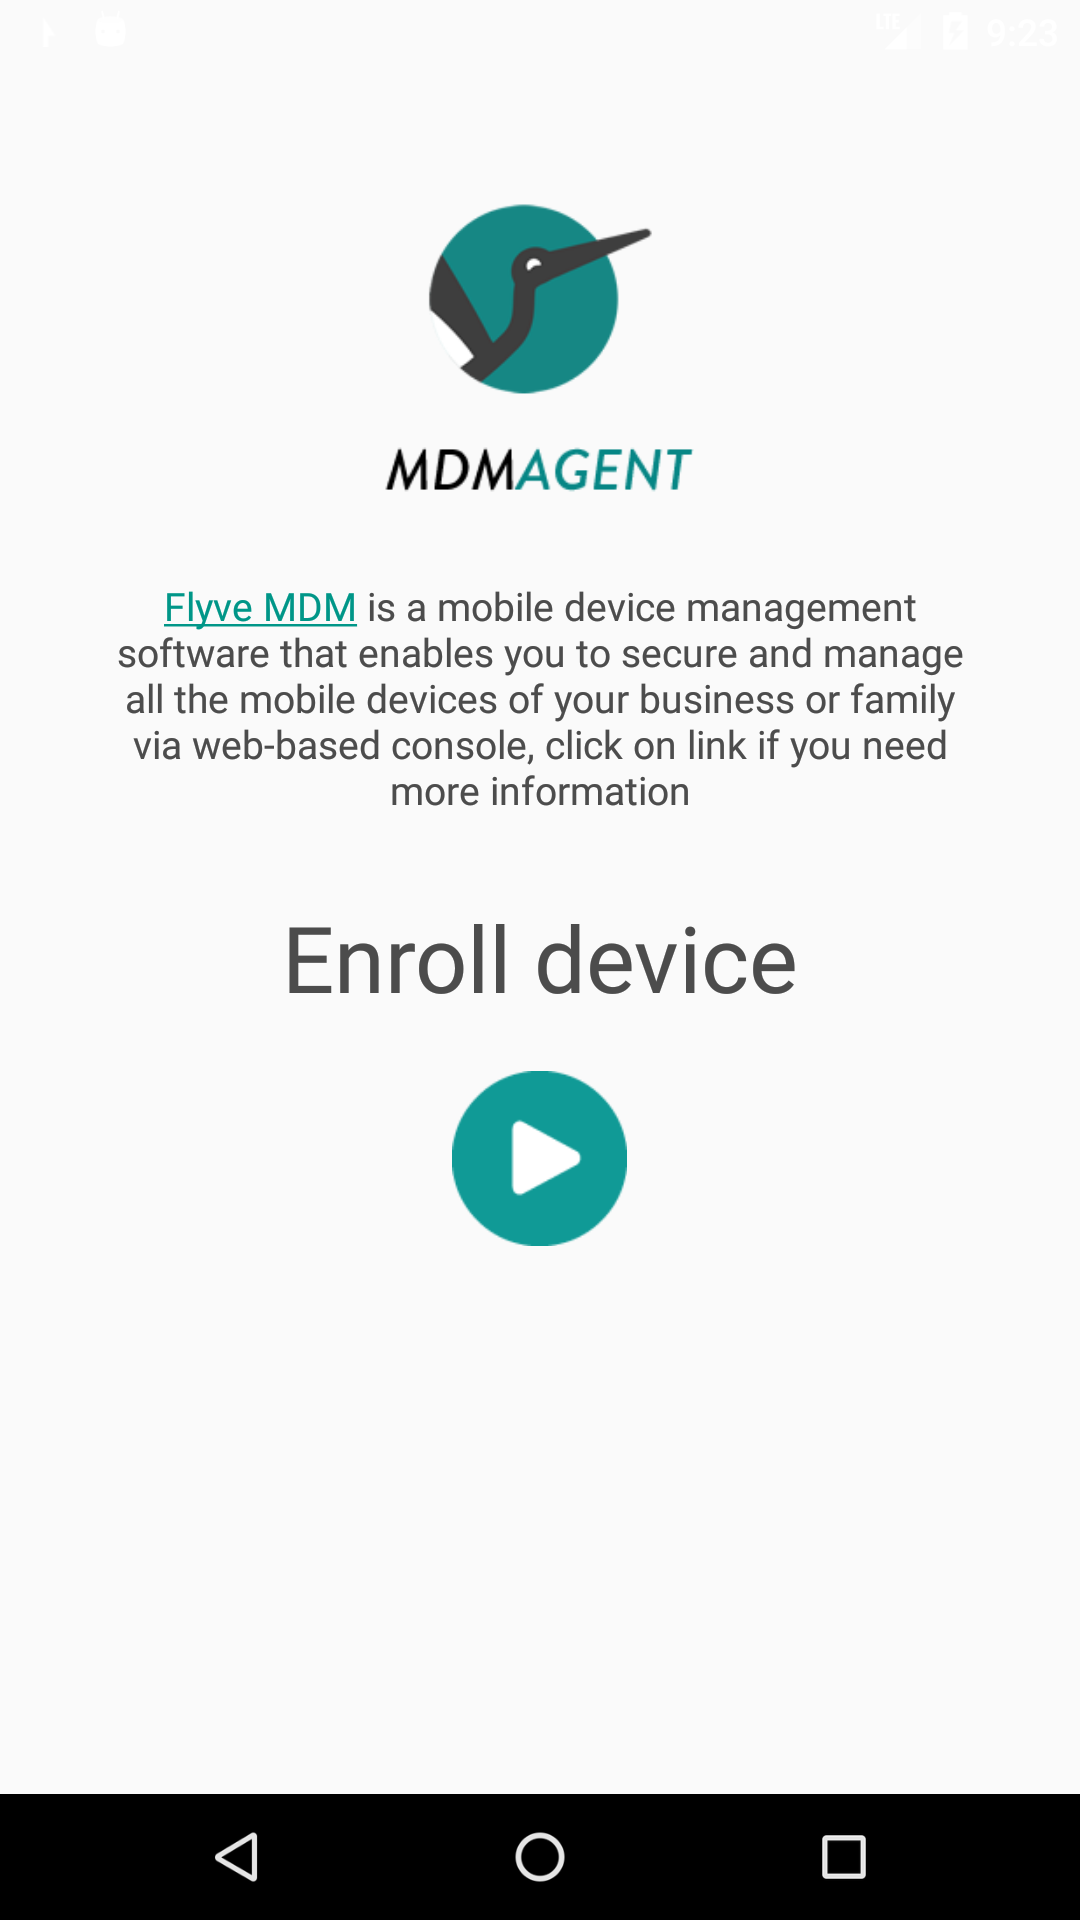 LTE 9:23
MDMAGENT
Flyve MDM is a mobile device management
software that enables you to secure and manage
all the mobile devices of your business or family
via web-based console, click on link if you need
more information
Enroll device